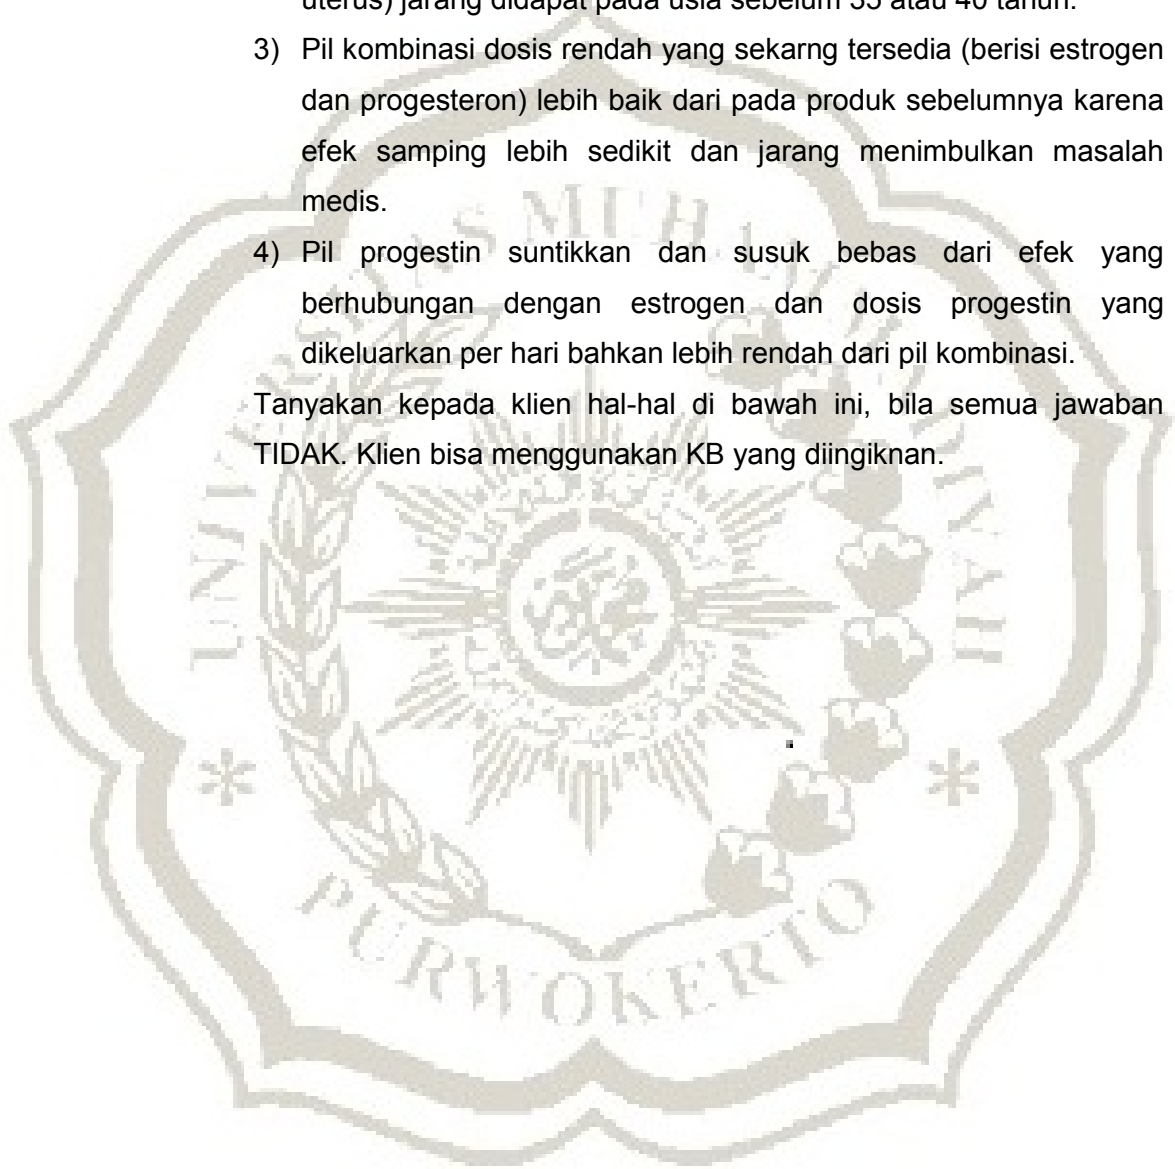 uterus) jarang didapat pada usia sebelum 35 atau 40 tahun.
3) Pil kombinasi dosis rendah yang sekarng tersedia (berisi estrogen
dan progesteron) lebih baik dari pada produk sebelumnya karena
efek samping lebih sedikit dan jarang menimbulkan masalah
medis.
4) Pil progestin suntikkan dan susuk bebas dari efek yang
berhubungan dengan estrogen dan dosis progestin yang
dikeluarkan per hari bahkan lebih rendah dari pil kombinasi.
Tanyakan kepada klien hal-hal di bawah ini, bila semua jawaban
TIDAK. Klien bisa menggunakan KB yang diingiknan.
UNIVERSITAS MUHAMMADIYAH
PURWOKERTO